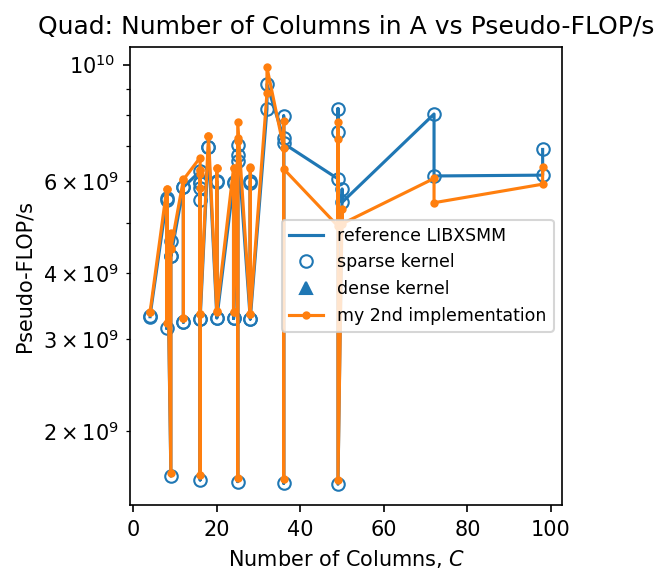 Quad: Number of Columns in A vs Pseudo-FLOP/s
10^10
6 × 10^9
4 × 10^9
3 × 10^9
2 × 10^9
Pseudo-FLOP/s
reference LIBXSMM
sparse kernel
dense kernel
my 2nd implementation
0 20 40 60 80 100
Number of Columns, C